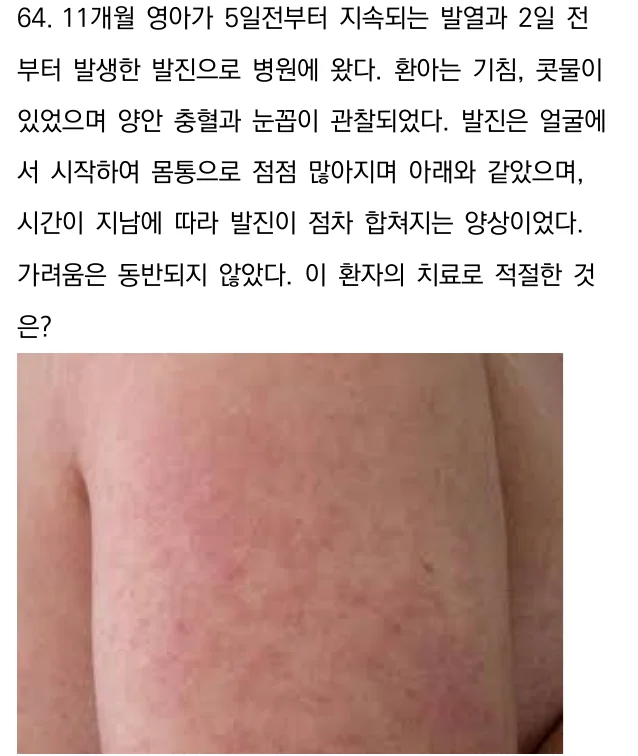 64. 11개월 영아가 5일전부터 지속되는 발열과 2일 전
부터 발생한 발진으로 병원에 왔다. 환아는 기침, 콧물이
있었으며 양안 충혈과 눈꼽이 관찰되었다. 발진은 얼굴에
서 시작하여 몸통으로 점점 많아지며 아래와 같았으며,
시간이 지남에 따라 발진이 점차 합쳐지는 양상이었다.
가려움은 동반되지 않았다. 이 환자의 치료로 적절한 것
은?